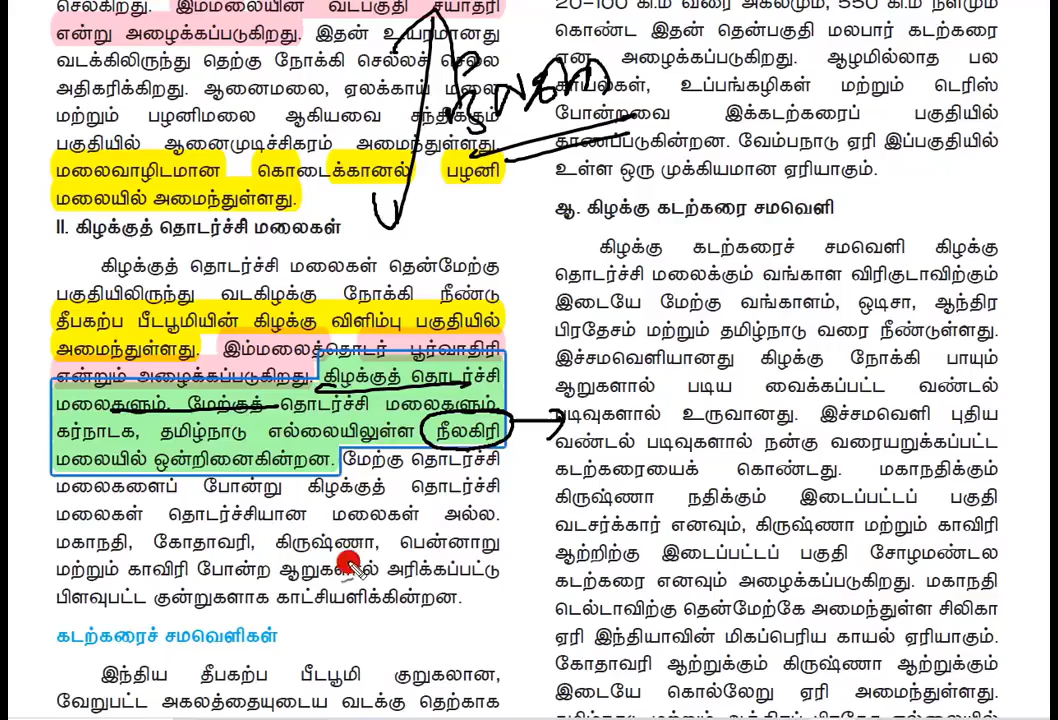 செல்கிறது. இம்மலையின் வடபகுதி சயாதரி
என்று அழைக்கப்படுகிறது. இதன் உயரமானது
வடக்கிலிருந்து தெற்கு நோக்கி செல்லச் செல்ல
அதிகரிக்கிறது. ஆனைமலை, ஏலக்காய் மலை
மற்றும் பழனிமலை ஆகியவை சந்திக்கும்
பகுதியில் ஆனைமுடிச்சிகரம் அமைந்துள்ளது.
மலைவாழிடமான கொடைக்கானல் பழனி
மலையில் அமைந்துள்ளது.
II. கிழக்குத் தொடர்ச்சி மலைகள்
கிழக்குத் தொடர்ச்சி மலைகள் தென்மேற்கு
பகுதியிலிருந்து வடகிழக்கு நோக்கி நீண்டு
தீபகற்ப பீடபூமியின் கிழக்கு விளிம்பு பகுதியில்
அமைந்துள்ளது. இம்மலைத்தொடர் பூர்வாதிரி
என்றும் அழைக்கப்படுகிறது. கிழக்குத் தொடர்ச்சி
மலைகளும், மேற்குத் தொடர்ச்சி மலைகளும்,
கர்நாடக, தமிழ்நாடு எல்லையிலுள்ள நீலகிரி
மலையில் ஒன்றினைகின்றன. மேற்கு தொடர்ச்சி
மலைகளைப் போன்று கிழக்குத் தொடர்ச்சி
மலைகள் தொடர்ச்சியான மலைகள் அல்ல.
மகாநதி, கோதாவரி, கிருஷ்ணா, பென்னாறு
மற்றும் காவிரி போன்ற ஆறுகளால் அரிக்கப்பட்டு
பிளவுபட்ட குன்றுகளாக காட்சியளிக்கின்றன.
கடற்கரைச் சமவெளிகள்
இந்திய தீபகற்ப பீடபூமி குறுகலான,
வேறுபட்ட அகலத்தையுடைய வடக்கு தெற்காக
20–100 கி.மீ வரை அகலமும், 550 கி.மீ நீளமும்
கொண்ட இதன் தென்பகுதி மலபார் கடற்கரை
என அழைக்கப்படுகிறது. ஆழமில்லாத பல
காயல்கள், உப்பங்கழிகள் மற்றும் டெரிஸ்
போன்றவை இக்கடற்கரைப் பகுதியில்
காணப்படுகின்றன. வேம்பநாடு ஏரி இப்பகுதியில்
உள்ள ஒரு முக்கியமான ஏரியாகும்.
ஆ. கிழக்கு கடற்கரை சமவெளி
கிழக்கு கடற்கரைச் சமவெளி கிழக்கு
தொடர்ச்சி மலைக்கும் வங்காள விரிகுடாவிற்கும்
இடையே மேற்கு வங்காளம், ஒடிசா, ஆந்திர
பிரதேசம் மற்றும் தமிழ்நாடு வரை நீண்டுள்ளது.
இச்சமவெளியானது கிழக்கு நோக்கி பாயும்
ஆறுகளால் படிய வைக்கப்பட்ட வண்டல்
படிவுகளால் உருவானது. இச்சமவெளி புதிய
வண்டல் படிவுகளால் நன்கு வரையறுக்கப்பட்ட
கடற்கரையைக் கொண்டது. மகாநதிக்கும்
கிருஷ்ணா நதிக்கும் இடைப்பட்டப் பகுதி
வடசர்க்கார் எனவும், கிருஷ்ணா மற்றும் காவிரி
ஆற்றிற்கு இடைப்பட்டப் பகுதி சோழமண்டல
கடற்கரை எனவும் அழைக்கப்படுகிறது. மகாநதி
டெல்டாவிற்கு தென்மேற்கே அமைந்துள்ள சிலிகா
ஏரி இந்தியாவின் மிகப்பெரிய காயல் ஏரியாகும்.
கோதாவரி ஆற்றுக்கும் கிருஷ்ணா ஆற்றுக்கும்
இடையே கொல்லேறு ஏரி அமைந்துள்ளது.